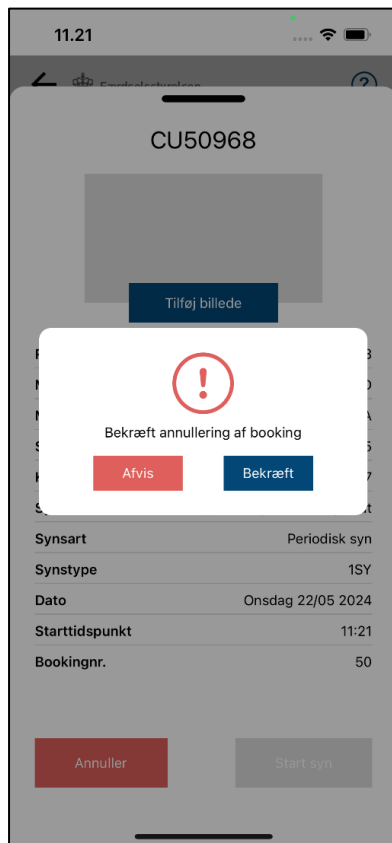 11.21
Færdselsstyrelsen
?
CU50968
Tilføj billede
!
Bekræft annullering af booking
Afvis Bekræft
Synsart Periodisk syn
Synstype 1SY
Dato Onsdag 22/05 2024
Starttidspunkt 11:21
Bookingnr. 50
Annuller Start syn